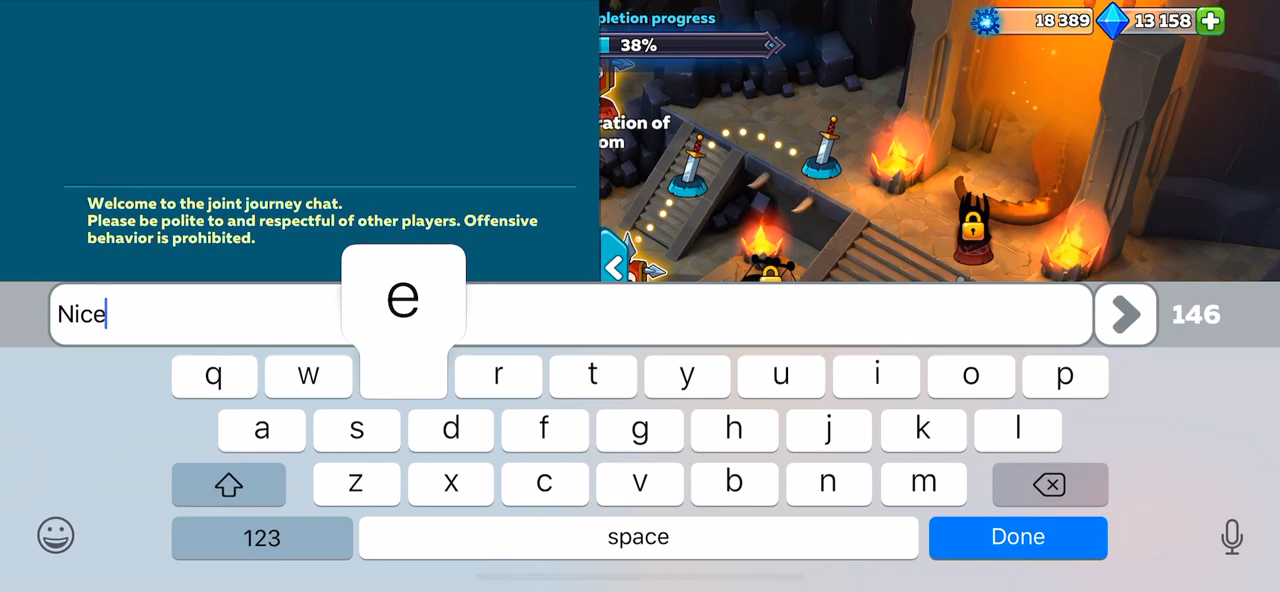 pletion progress
38%
18 389
13 158
ration of
om
Welcome to the joint journey chat.
Please be polite to and respectful of other players. Offensive
behavior is prohibited.
Nice
146
e
q w r t y u i o p
a s d f g h j k l
z x c v b n m
123 space Done